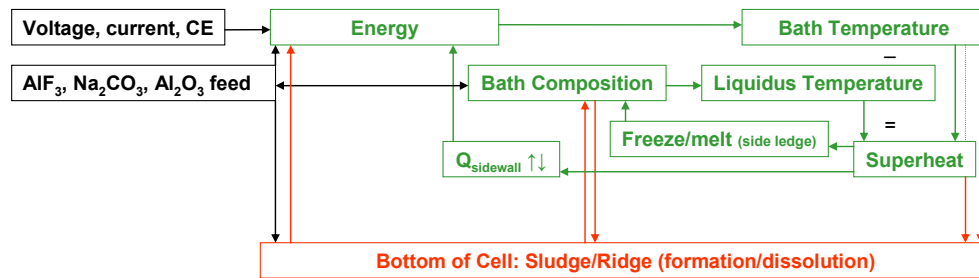 Voltage, current, CE
Energy
Bath Temperature
–
AlF₃, Na₂CO₃, Al₂O₃ feed
Bath Composition
Liquidus Temperature
=
Freeze/melt (side ledge)
Qsidewall ↑↓
Superheat
Bottom of Cell: Sludge/Ridge (formation/dissolution)